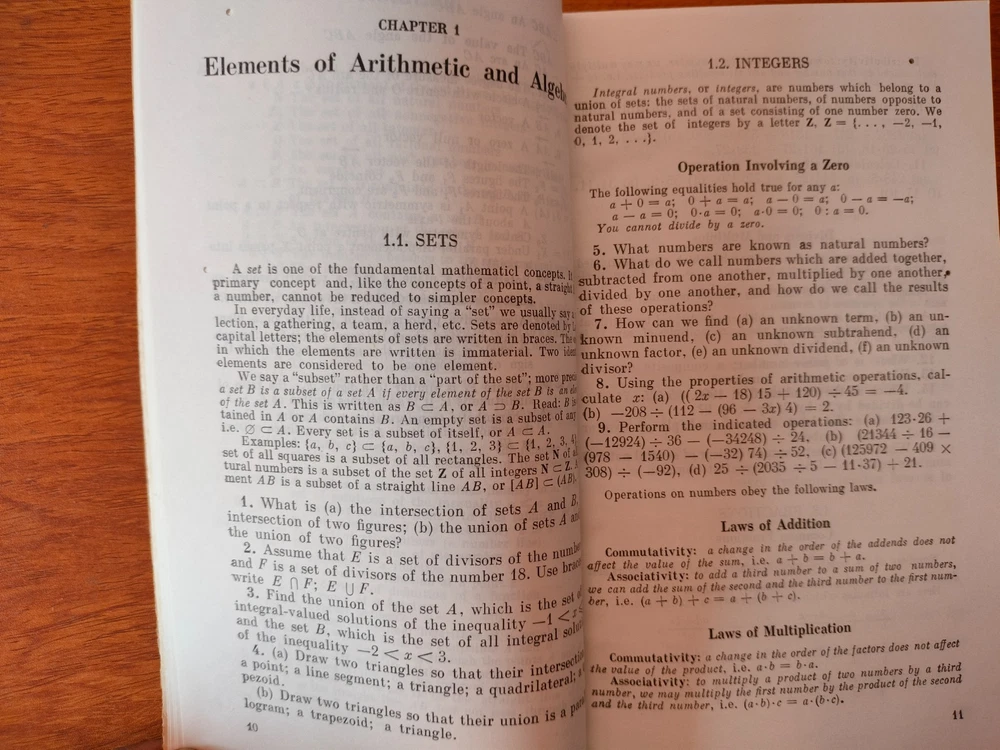 CHAPTER 1
Elements of Arithmetic and
1.1. SETS
A set is one of the fundamental mathematicl concepts.
primary concept and, like the concepts of a point, a
a number, cannot be reduced to simpler concepts.
In everyday life, instead of saying a “set” we usually say
lection, a gathering, a team, a herd, etc. Sets are denoted
capital letters; the elements of sets are written in braces.
in which the elements are written is immaterial. Two
elements are considered to be one element.
We say a “subset” rather than a “part of the set”; more
a set B is a subset of a set A if every element of the set B is an
of the set A. This is written as B ⊂ A, or A ⊃ B. Read: B
tained in A or A contains B. An empty set is a subset of any
i.e. ∅ ⊂ A. Every set is a subset of itself, or A ⊂ A.
Examples: {a, b, c} ⊂ {a, b, c}, {1, 2, 3} ⊂ {1, 2, 3,
set of all squares is a subset of all rectangles. The set N of
tural numbers is a subset of the set Z of all integers N ⊂ Z.
ment AB is a subset of a straight line AB, or [AB] ⊂ (AB).
1. What is (a) the intersection of sets A and B,
intersection of two figures; (b) the union of sets A
the union of two figures?
2. Assume that E is a set of divisors of the
and F is a set of divisors of the number 18. Use
write E ⋂ F; E ⋃ F.
3. Find the union of the set A, which is the set
integral-valued solutions of the inequality −1 <
and the set B, which is the set of all integral
of the inequality −2 < x < 3.
4. (a) Draw two triangles so that their
a point; a line segment; a triangle; a quadrilateral;
pezoid.
(b) Draw two triangles so that their union is a
logram; a trapezoid; a triangle.
10
1.2. INTEGERS
Integral numbers, or integers, are numbers which belong to a
union of sets: the sets of natural numbers, of numbers opposite to
natural numbers, and of a set consisting of one number zero. We
denote the set of integers by a letter Z, Z = {. . ., −2, −1,
0, 1, 2, . . .}.
Operation Involving a Zero
The following equalities hold true for any a:
a + 0 = a; 0 + a = a; a − 0 = a; 0 − a = −a;
a − a = 0; 0·a = 0; a·0 = 0; 0 : a = 0.
You cannot divide by a zero.
5. What numbers are known as natural numbers?
6. What do we call numbers which are added together,
subtracted from one another, multiplied by one another,
divided by one another, and how do we call the results
of these operations?
7. How can we find (a) an unknown term, (b) an un-
known minuend, (c) an unknown subtrahend, (d) an
unknown factor, (e) an unknown dividend, (f) an unknown
divisor?
8. Using the properties of arithmetic operations, cal-
culate x: (a) ((2x − 18) 15 + 120) ÷ 45 = −4.
(b) −208 ÷ (112 − (96 − 3x) 4) = 2.
9. Perform the indicated operations: (a) 123·26 +
(−12924) ÷ 36 − (−34248) ÷ 24, (b) (21344 ÷ 16 −
(978 − 1540) − (−32) 74) ÷ 52, (c) (125972 − 409 ×
308) ÷ (−92), (d) 25 ÷ (2035 ÷ 5 − 11·37) + 21.
Operations on numbers obey the following laws.
Laws of Addition
Commutativity: a change in the order of the addends does not
affect the value of the sum, i.e. a + b = b + a.
Associativity: to add a third number to a sum of two numbers,
we can add the sum of the second and the third number to the first num-
ber, i.e. (a + b) + c = a + (b + c).
Laws of Multiplication
Commutativity: a change in the order of the factors does not affect
the value of the product, i.e. a·b = b·a.
Associativity: to multiply a product of two numbers by a third
number, we may multiply the first number by the product of the second
and the third number, i.e. (a·b)·c = a·(b·c).
11